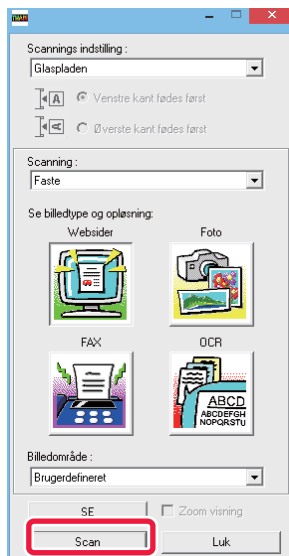 Scannings indstilling :
Glaspladen
A Venstre kant fødes først
A Øverste kant fødes først
Scanning :
Faste
Se billedtype og opløsning:
Websider Foto
FAX OCR
ABCD
ABCDEFGH
NOPQRSTU
Billedområde :
Brugerdefineret
SE Zoom visning
Scan Luk